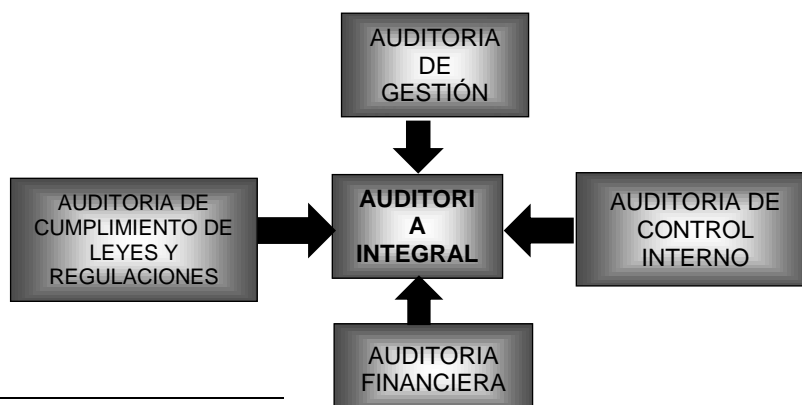 AUDITORIA
DE
GESTIÓN
AUDITORIA DE
CUMPLIMIENTO DE
LEYES Y
REGULACIONES
AUDITORI
A
INTEGRAL
AUDITORIA DE
CONTROL
INTERNO
AUDITORIA
FINANCIERA